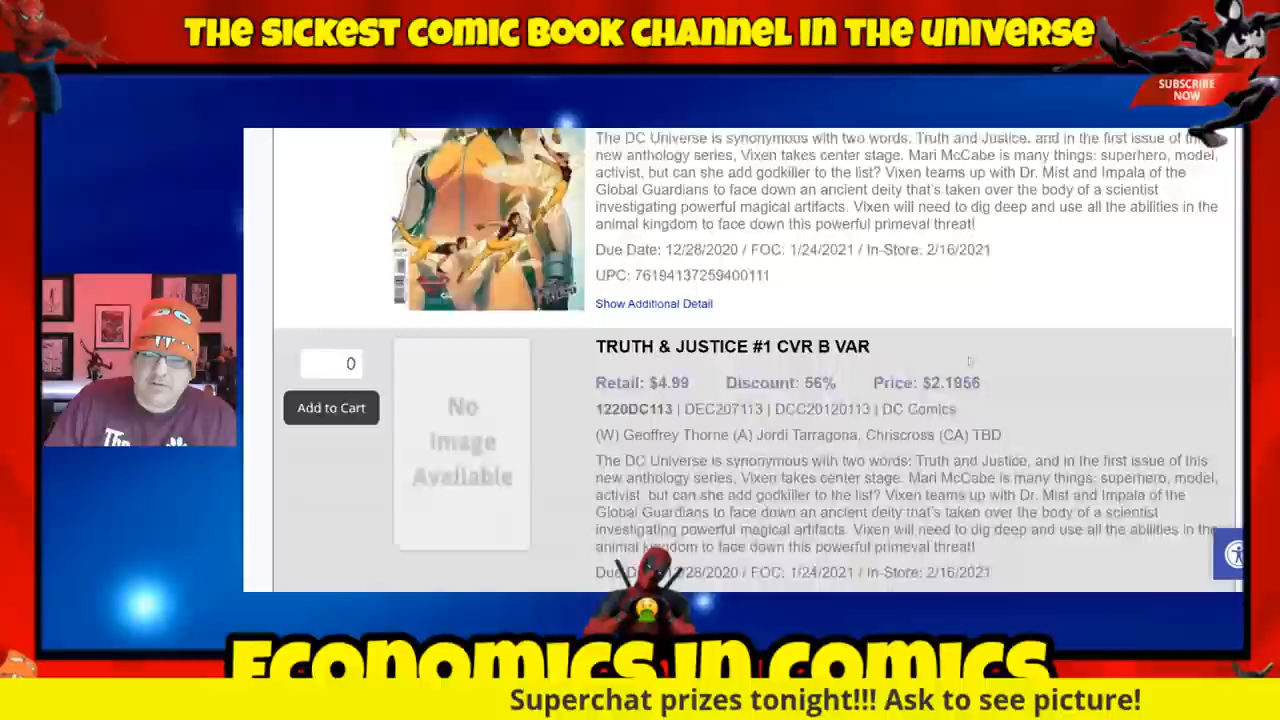 THE SICKEST COMIC BOOK CHANNEL IN THE UNIVERSE
SUBSCRIBE
NOW
The DC Universe is synonymous with two words: Truth and Justice, and in the first issue of this
new anthology series, Vixen takes center stage. Mari McCabe is many things: superhero, model,
activist, but can she add godkiller to the list? Vixen teams up with Dr. Mist and Impala of the
Global Guardians to face down an ancient deity that's taken over the body of a scientist
investigating powerful magical artifacts. Vixen will need to dig deep and use all the abilities in the
animal kingdom to face down this powerful primeval threat!
Due Date: 12/28/2020 / FOC: 1/24/2021 / In-Store: 2/16/2021
UPC: 76194137259400111
Show Additional Detail
0
Add to Cart
No
Image
Available
TRUTH & JUSTICE #1 CVR B VAR
Retail: $4.99 Discount: 56% Price: $2.1956
1220DC113 | DEC207113 | DCC20120113 | DC Comics
(W) Geoffrey Thorne (A) Jordi Tarragona, Chriscross (CA) TBD
The DC Universe is synonymous with two words: Truth and Justice, and in the first issue of this
new anthology series, Vixen takes center stage. Mari McCabe is many things: superhero, model,
activist, but can she add godkiller to the list? Vixen teams up with Dr. Mist and Impala of the
Global Guardians to face down an ancient deity that's taken over the body of a scientist
investigating powerful magical artifacts. Vixen will need to dig deep and use all the abilities in the
animal kingdom to face down this powerful primeval threat!
Due D 28/2020 / FOC: 1/24/2021 / In-Store: 2/16/2021
ECONOMICS IN COMICS
Superchat prizes tonight!!! Ask to see picture!